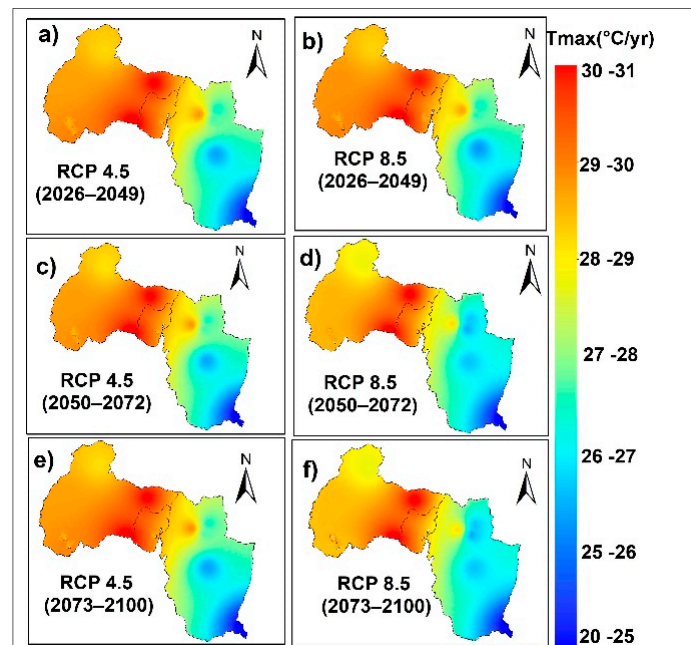 a)
N
RCP 4.5
(2026–2049)
b)
N
RCP 8.5
(2026–2049)
c)
N
RCP 4.5
(2050–2072)
d)
N
RCP 8.5
(2050–2072)
e)
N
RCP 4.5
(2073–2100)
f)
N
RCP 8.5
(2073–2100)
Tmax(°C/yr)
30 -31
29 -30
28 -29
27 -28
26 -27
25 -26
20 -25